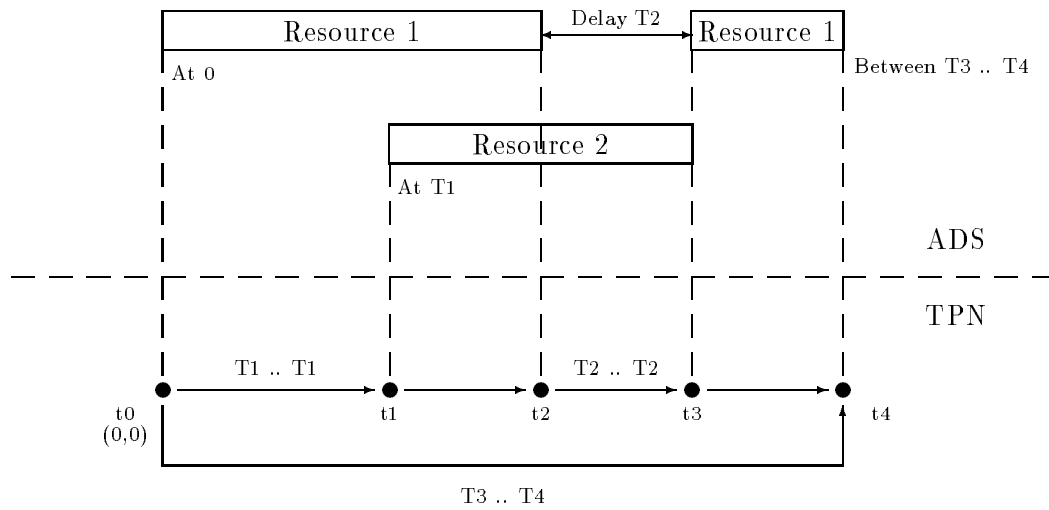 Resource 1
Delay T2
Resource 1
At 0
Between T3 .. T4
Resource 2
At T1
ADS
TPN
T1 .. T1
T2 .. T2
t0
(0,0)
t1
t2
t3
t4
T3 .. T4